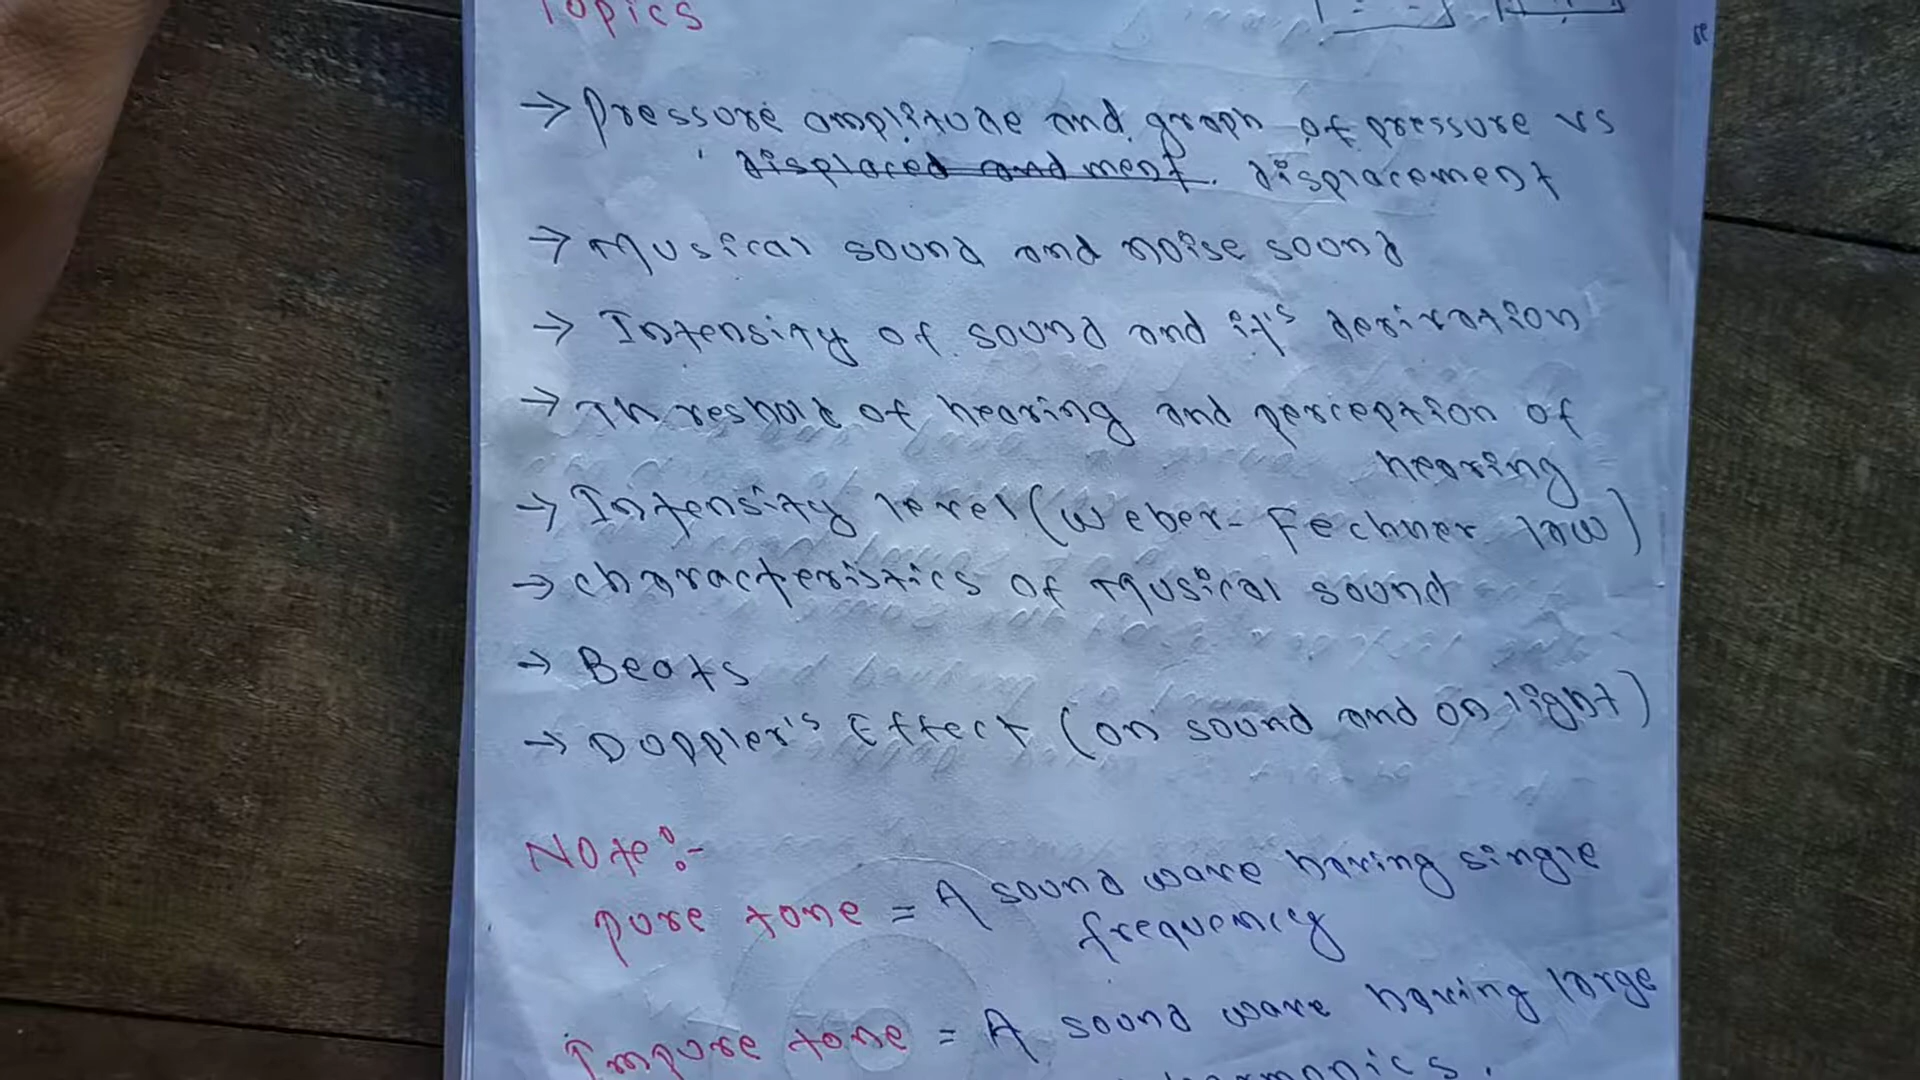 Topics
→ Pressure amplitude and graph of pressure vs
displaced and ment. displacement
→ Musical sound and noise sound
→ Intensity of sound and it's derivation
→ Threshold of hearing and perception of
hearing
→ Intensity level (Weber-Fechner law)
→ characteristics of Musical sound
→ Beats
→ Doppler's Effect (on sound and on light)
Note:-
pure tone = A sound wave having single
frequency
Impure tone = A sound wave having large
harmonics.